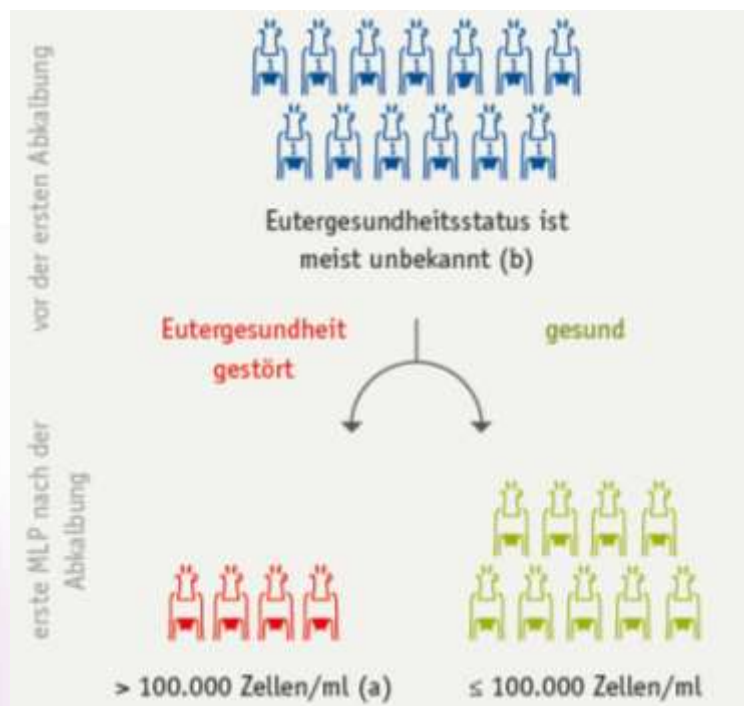 vor der ersten Abkalbung
Eutergesundheitsstatus ist
meist unbekannt (b)
Eutergesundheit
gestört
gesund
erste MLP nach der
Abkalbung
> 100.000 Zellen/ml (a)
≤ 100.000 Zellen/ml